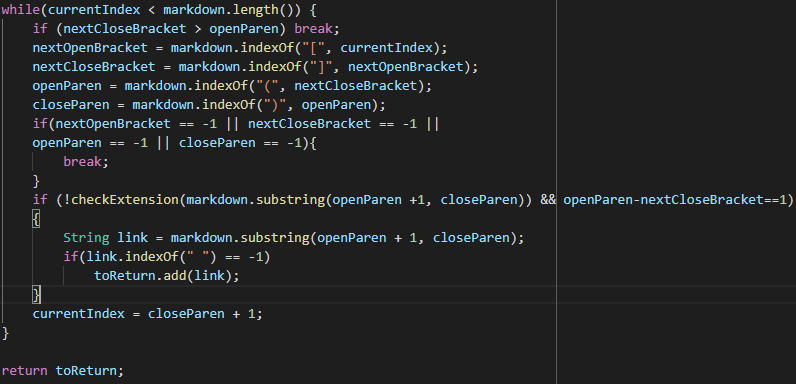 while(currentIndex < markdown.length()) {
    if (nextCloseBracket > openParen) break;
    nextOpenBracket = markdown.indexOf("[", currentIndex);
    nextCloseBracket = markdown.indexOf("]", nextOpenBracket);
    openParen = markdown.indexOf("(", nextCloseBracket);
    closeParen = markdown.indexOf(")", openParen);
    if(nextOpenBracket == -1 || nextCloseBracket == -1 ||
    openParen == -1 || closeParen == -1){
        break;
    }
    if (!checkExtension(markdown.substring(openParen +1, closeParen)) && openParen-nextCloseBracket==1)
    {
        String link = markdown.substring(openParen + 1, closeParen);
        if(link.indexOf(" ") == -1)
            toReturn.add(link);
    }
    currentIndex = closeParen + 1;
}

return toReturn;